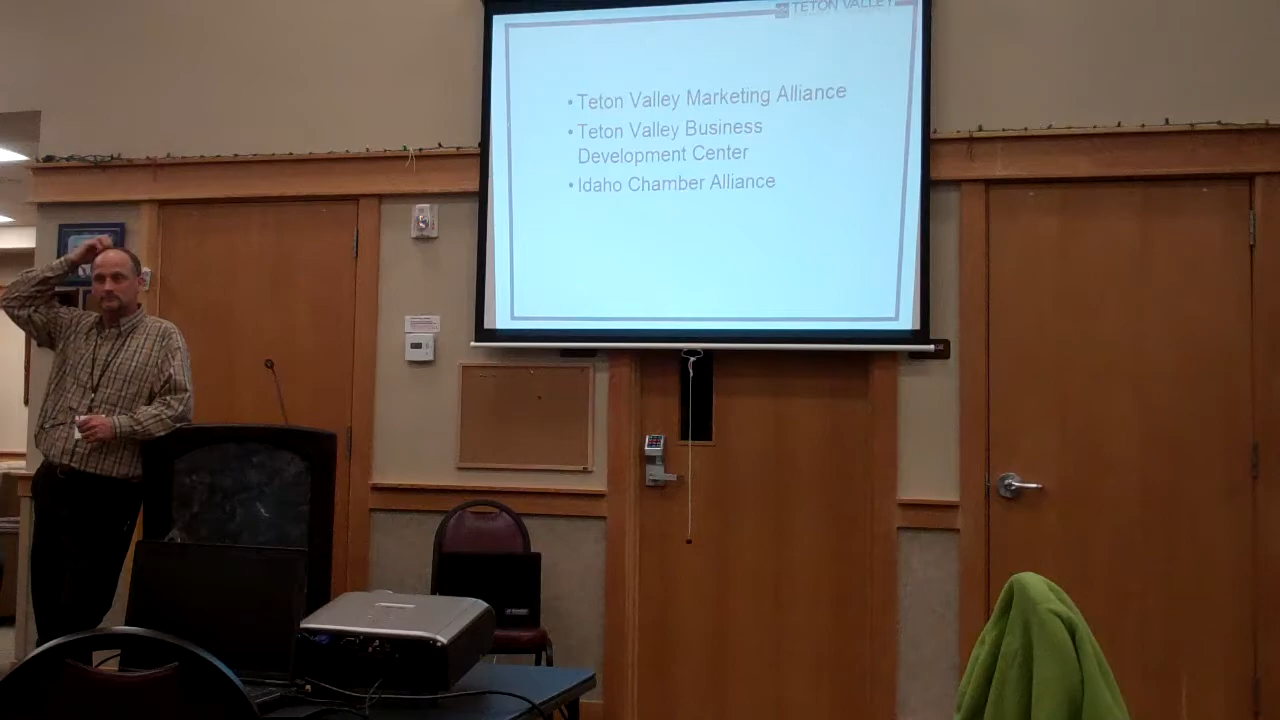 TETON VALLEY
• Teton Valley Marketing Alliance
• Teton Valley Business
Development Center
• Idaho Chamber Alliance